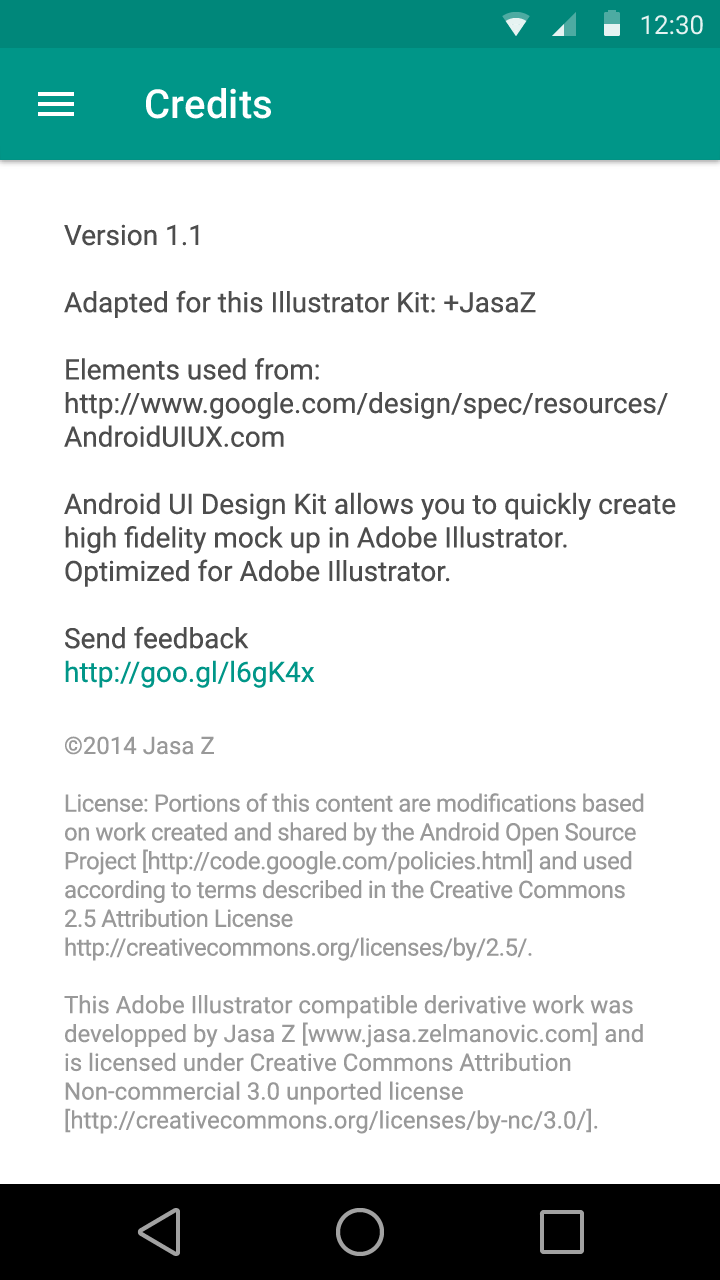 12:30
Credits
Version 1.1
Adapted for this Illustrator Kit: +JasaZ
Elements used from:
http://www.google.com/design/spec/resources/
AndroidUIUX.com
Android UI Design Kit allows you to quickly create
high fidelity mock up in Adobe Illustrator.
Optimized for Adobe Illustrator.
Send feedback
http://goo.gl/l6gK4x
©2014 Jasa Z
License: Portions of this content are modifications based
on work created and shared by the Android Open Source
Project [http://code.google.com/policies.html] and used
according to terms described in the Creative Commons
2.5 Attribution License
http://creativecommons.org/licenses/by/2.5/.
This Adobe Illustrator compatible derivative work was
developped by Jasa Z [www.jasa.zelmanovic.com] and
is licensed under Creative Commons Attribution
Non-commercial 3.0 unported license
[http://creativecommons.org/licenses/by-nc/3.0/].